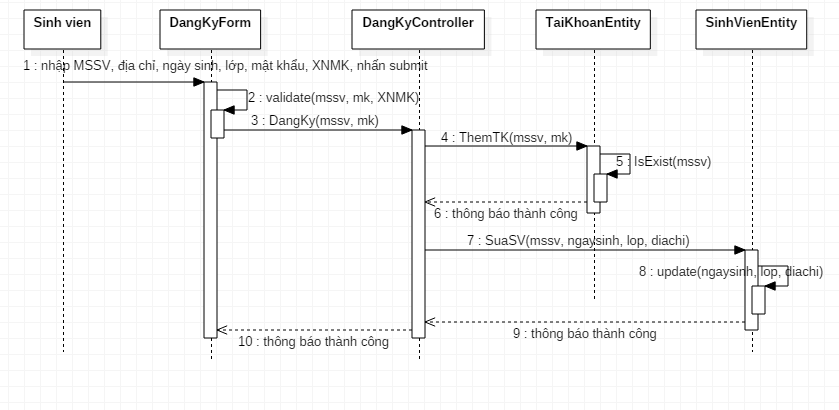 Sinh vien
DangKyForm
DangKyController
TaiKhoanEntity
SinhVienEntity
1 : nhập MSSV, địa chỉ, ngày sinh, lớp, mật khẩu, XNMK, nhấn submit
2 : validate(mssv, mk, XNMK)
3 : DangKy(mssv, mk)
4 : ThemTK(mssv, mk)
5 : IsExist(mssv)
6 : thông báo thành công
7 : SuaSV(mssv, ngaysinh, lop, diachi)
8 : update(ngaysinh, lop, diachi)
9 : thông báo thành công
10 : thông báo thành công